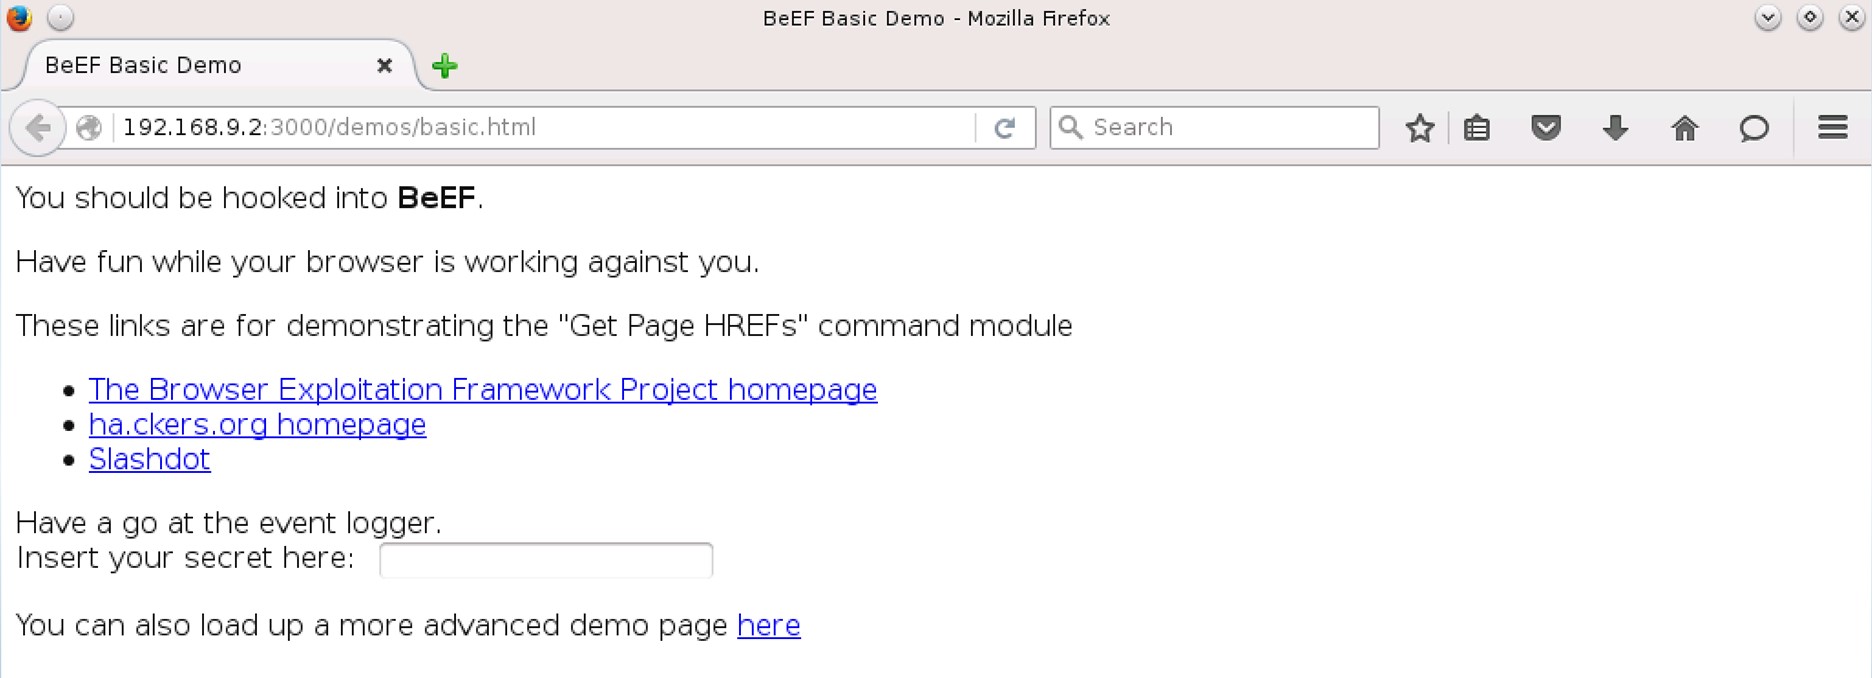 BeEF Basic Demo - Mozilla Firefox
BeEF Basic Demo
192.168.9.2:3000/demos/basic.html
Search
You should be hooked into BeEF.
Have fun while your browser is working against you.
These links are for demonstrating the "Get Page HREFs" command module
The Browser Exploitation Framework Project homepage
ha.ckers.org homepage
Slashdot
Have a go at the event logger.
Insert your secret here:
You can also load up a more advanced demo page here